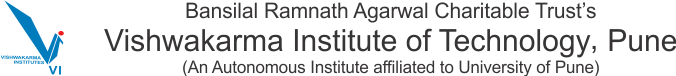 VISHWAKARMA
INSTITUTES
VI
Bansilal Ramnath Agarwal Charitable Trust's
Vishwakarma Institute of Technology, Pune
(An Autonomous Institute affiliated to University of Pune)